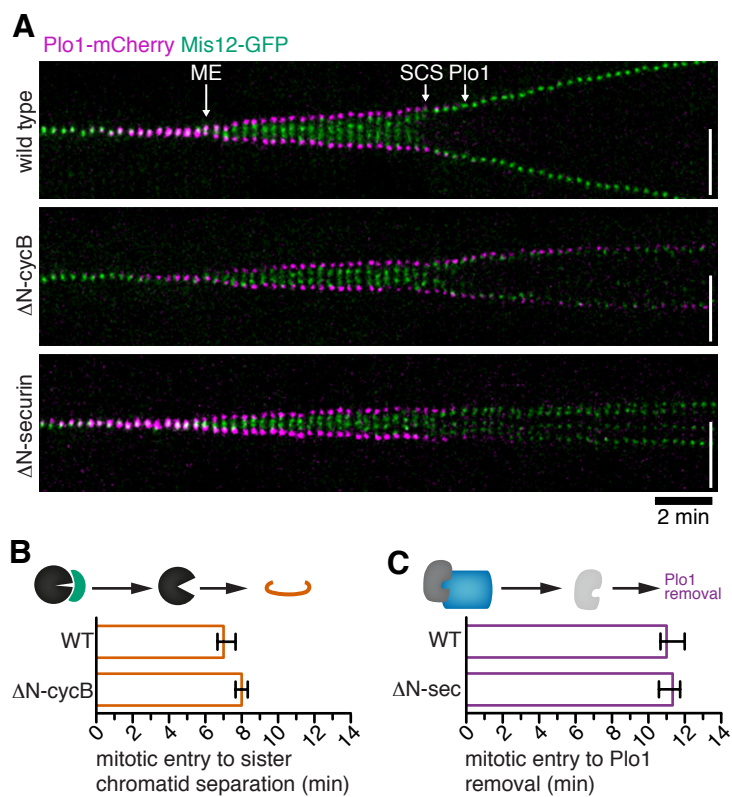 A
Plo1-mCherry Mis12-GFP
ME
SCS Plo1
wild type
ΔN-cycB
ΔN-securin
2 min
B
WT
ΔN-cycB
0 2 4 6 8 10 12 14
mitotic entry to sister
chromatid separation (min)
C
Plo1
removal
WT
ΔN-sec
0 2 4 6 8 10 12 14
mitotic entry to Plo1
removal (min)